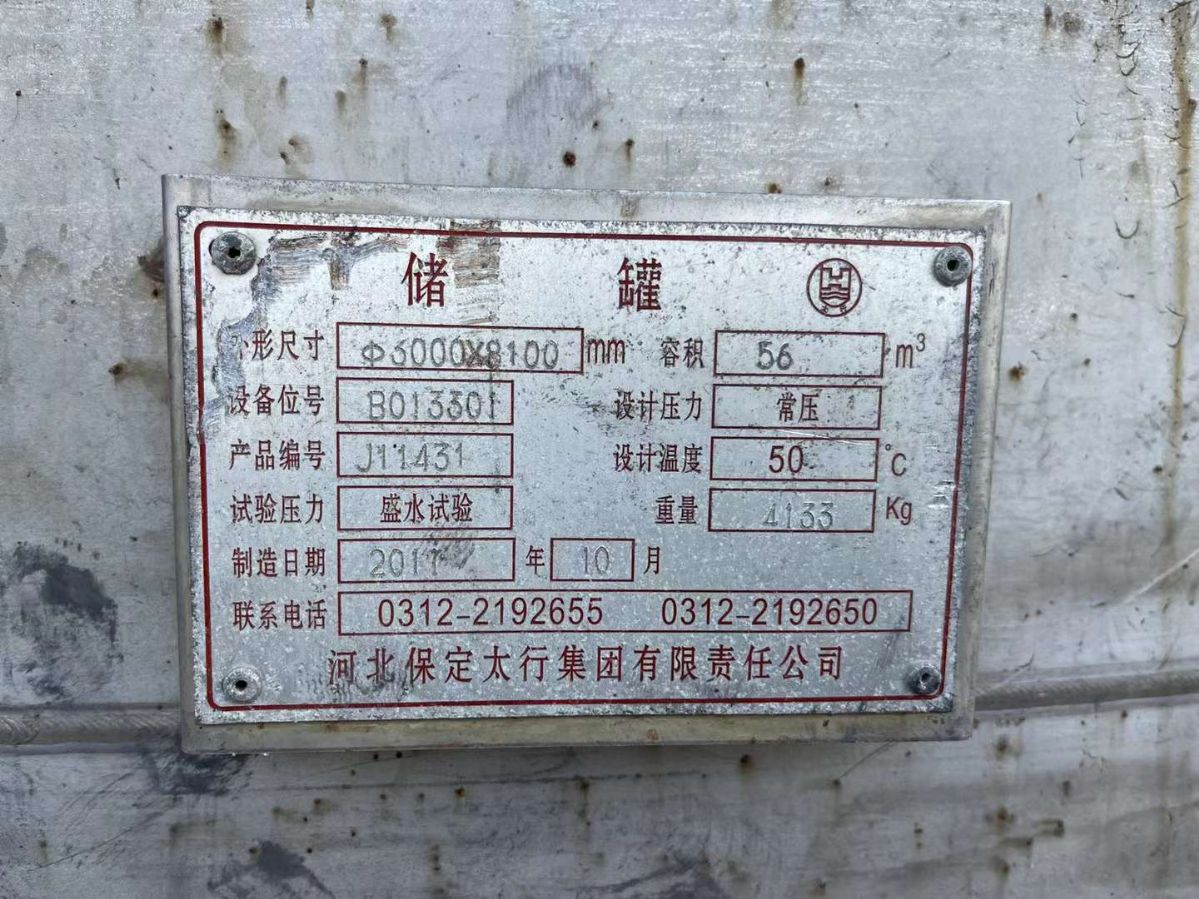 储 罐
外形尺寸 Φ3000X8100 mm 容积 56 m³
设备位号 B013301 设计压力 常压
产品编号 J11431 设计温度 50 ℃
试验压力 盛水试验 重量 4133 Kg
制造日期 2011 年 10 月
联系电话 0312-2192655 0312-2192650
河北保定太行集团有限责任公司